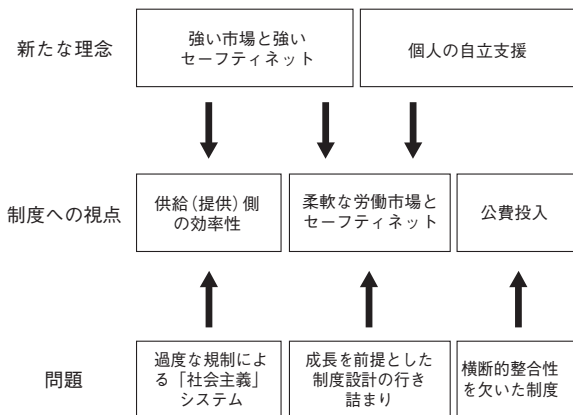 新たな理念
強い市場と強い
セーフティネット
個人の自立支援
制度への視点
供給(提供)側
の効率性
柔軟な労働市場と
セーフティネット
公費投入
問題
過度な規制によ
る「社会主義」
システム
成長を前提とした
制度設計の行き
詰まり
横断的整合性
を欠いた制度